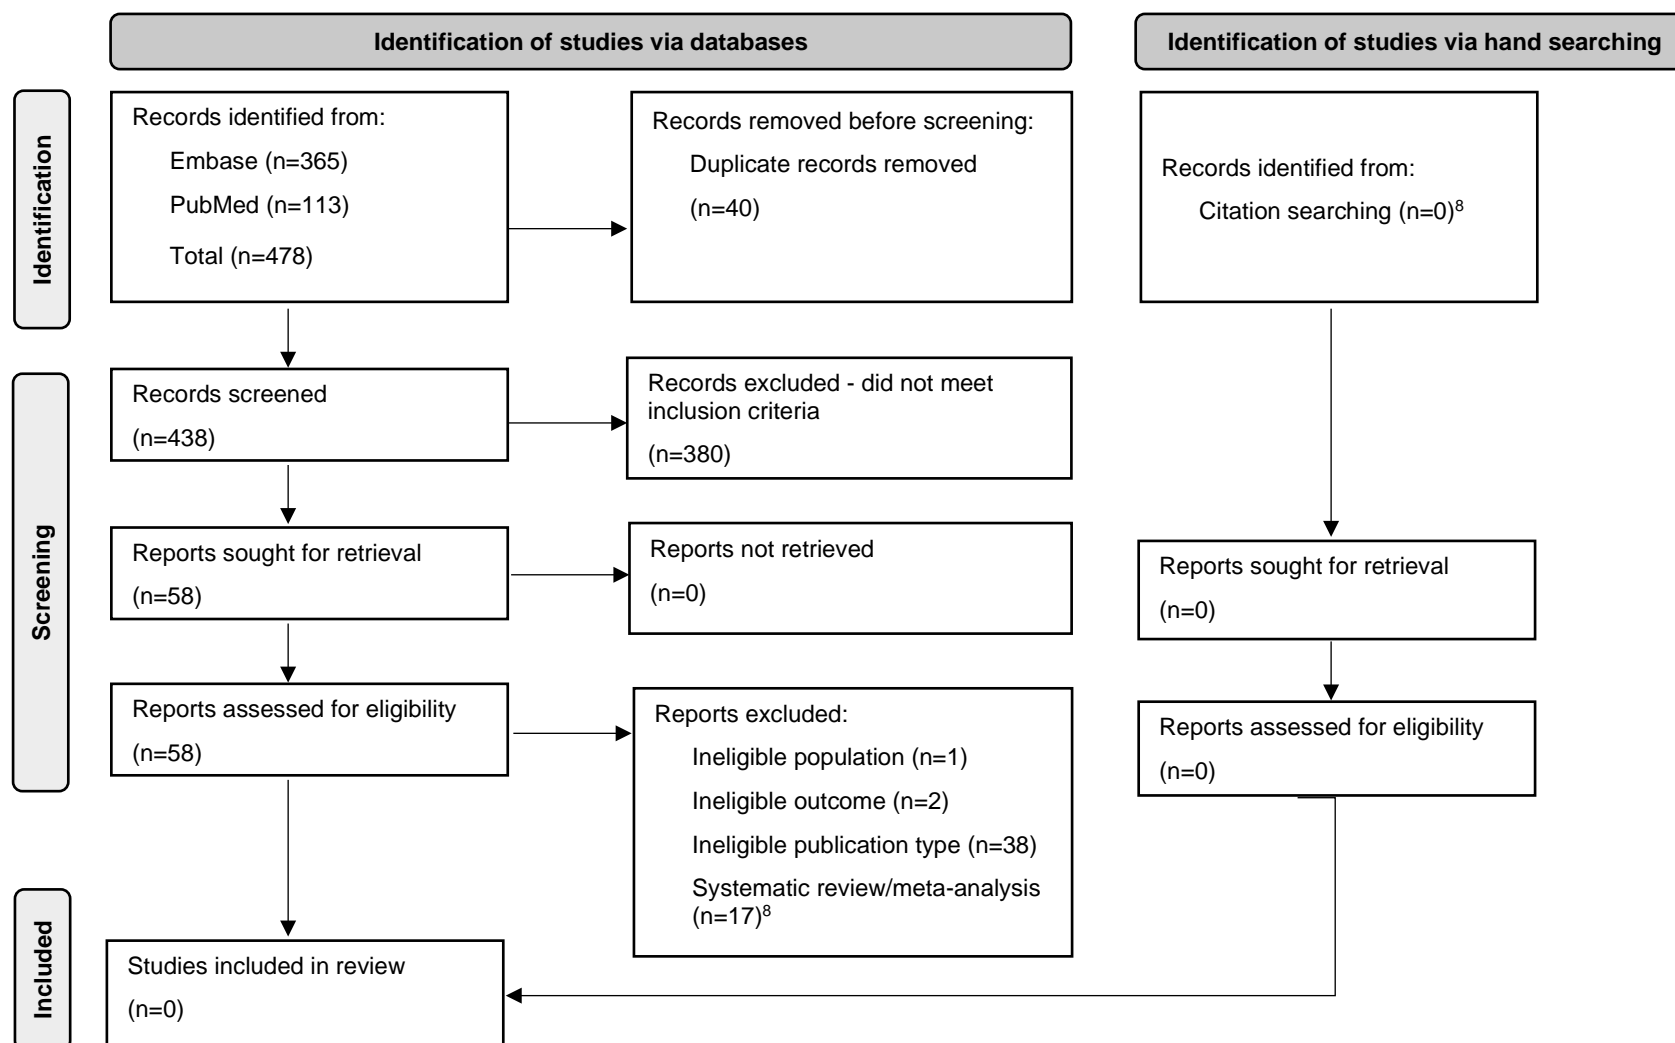 Identification of studies via databases
Identification of studies via hand searching
Identification
Records identified from:
Embase (n=365)
PubMed (n=113)
Total (n=478)
Records removed before screening:
Duplicate records removed
(n=40)
Records identified from:
Citation searching (n=0)⁸
Screening
Records screened
(n=438)
Records excluded - did not meet
inclusion criteria
(n=380)
Reports sought for retrieval
(n=58)
Reports not retrieved
(n=0)
Reports sought for retrieval
(n=0)
Reports assessed for eligibility
(n=58)
Reports excluded:
Ineligible population (n=1)
Ineligible outcome (n=2)
Ineligible publication type (n=38)
Systematic review/meta-analysis
(n=17)⁸
Reports assessed for eligibility
(n=0)
Included
Studies included in review
(n=0)